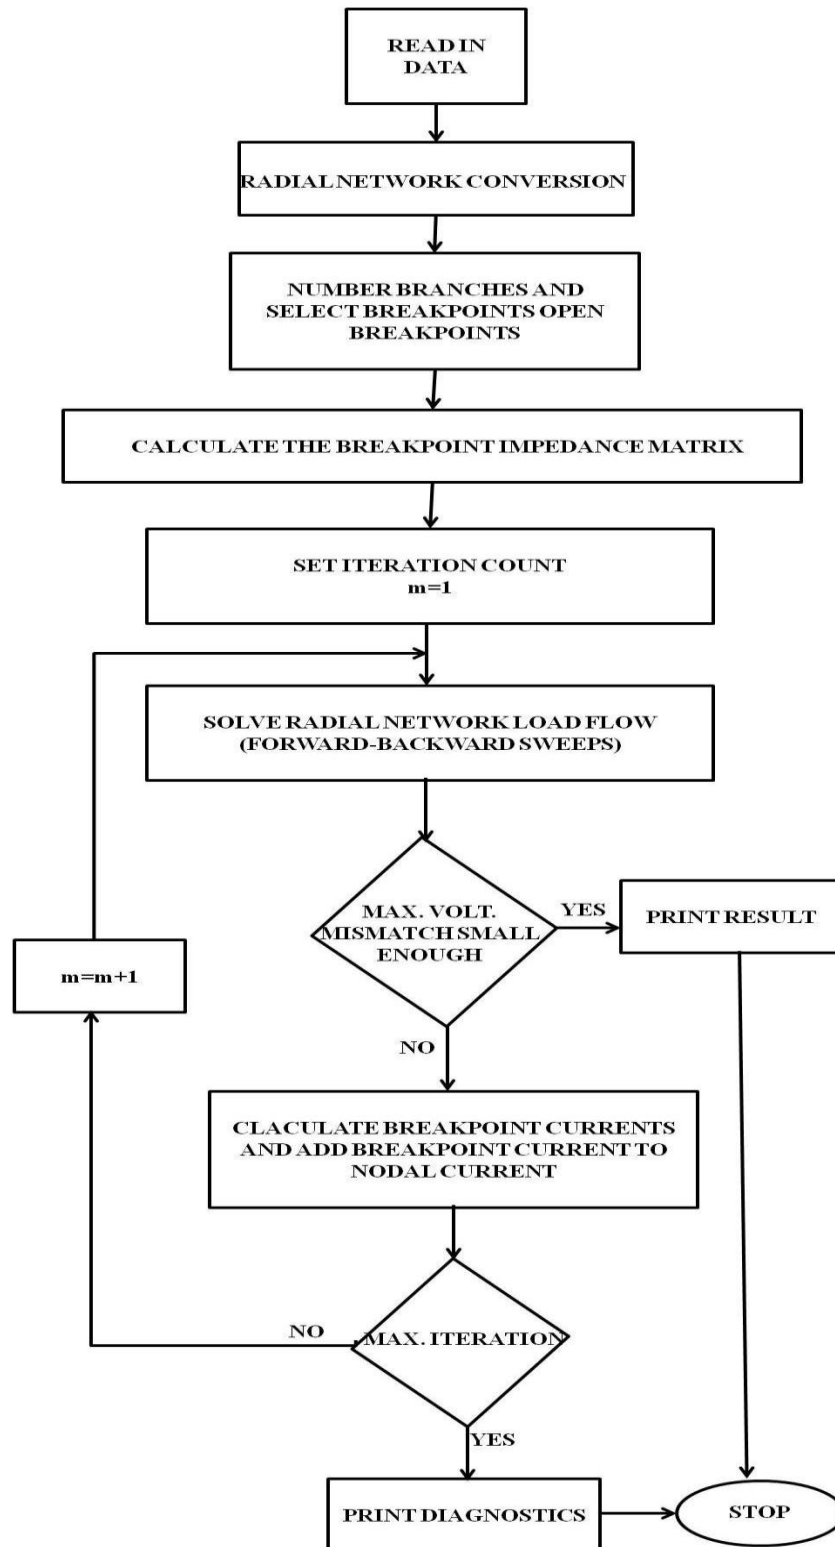 READ IN
DATA
RADIAL NETWORK CONVERSION
NUMBER BRANCHES AND
SELECT BREAKPOINTS OPEN
BREAKPOINTS
CALCULATE THE BREAKPOINT IMPEDANCE MATRIX
SET ITERATION COUNT
m=1
SOLVE RADIAL NETWORK LOAD FLOW
(FORWARD-BACKWARD SWEEPS)
MAX. VOLT.
MISMATCH SMALL
ENOUGH
YES
PRINT RESULT
m=m+1
NO
CLACULATE BREAKPOINT CURRENTS
AND ADD BREAKPOINT CURRENT TO
NODAL CURRENT
NO
MAX. ITERATION
YES
PRINT DIAGNOSTICS
STOP